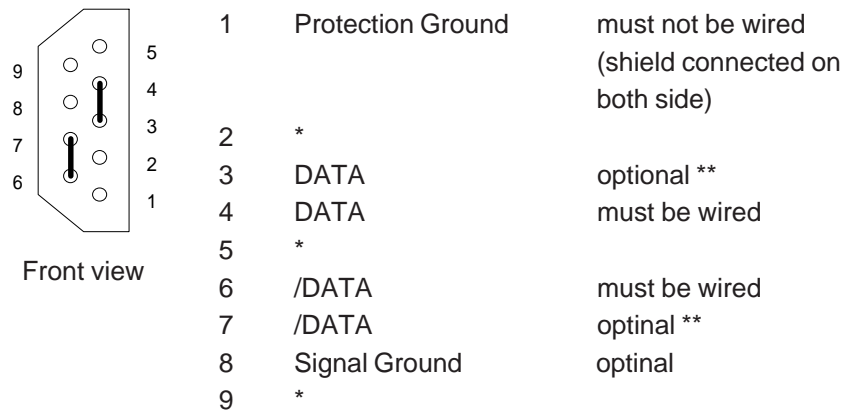 5
9
4
8
3
7
2
6
1
Front view
1 Protection Ground must not be wired
(shield connected on
both side)
2 *
3 DATA optional **
4 DATA must be wired
5 *
6 /DATA must be wired
7 /DATA optinal **
8 Signal Ground optinal
9 *